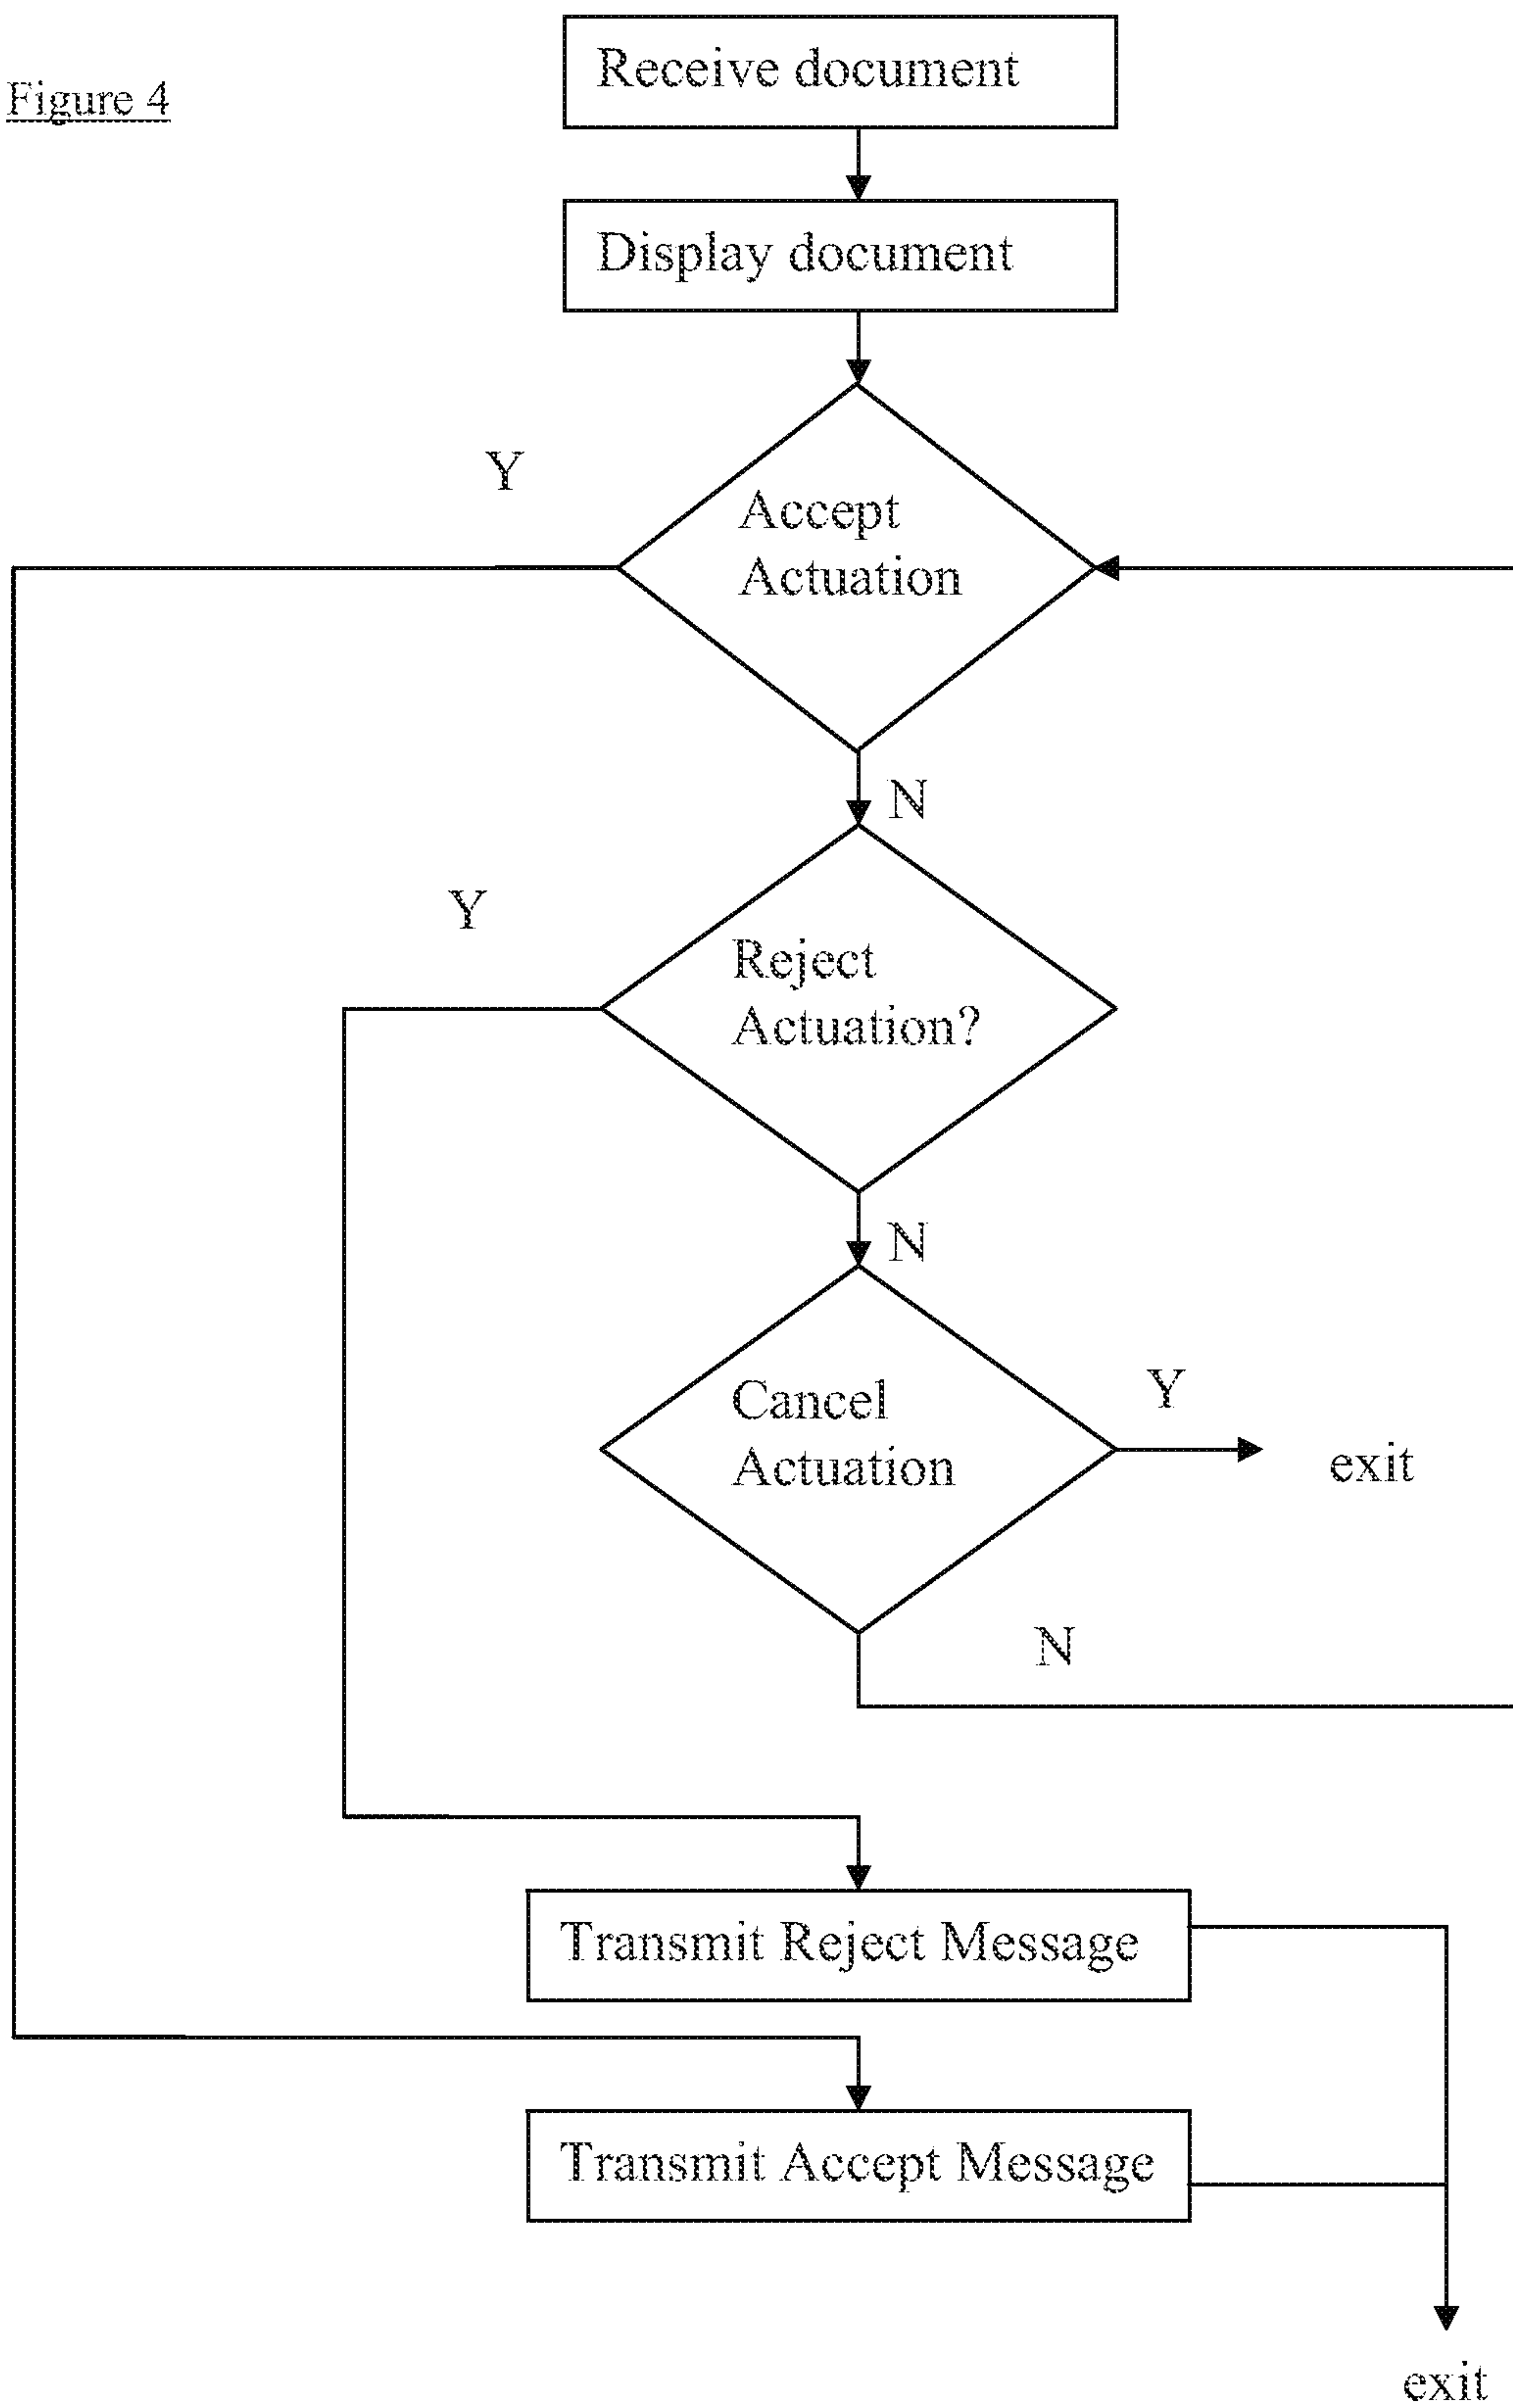 Figure 4
Receive document
Display document
Y
Accept
Actuation
N
Y
Reject
Actuation?
N
Cancel
Actuation
Y
exit
N
Transmit Reject Message
Transmit Accept Message
exit